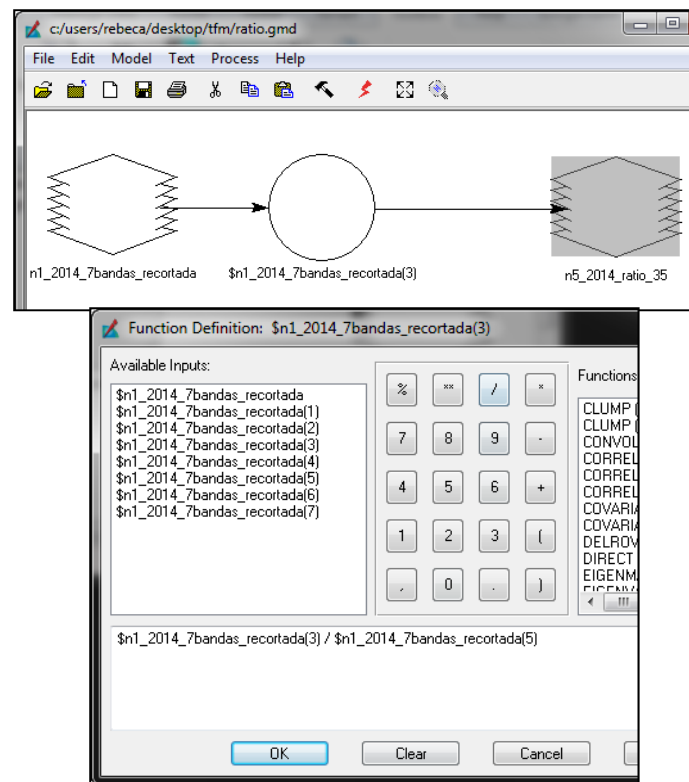 c:/users/rebeca/desktop/tfm/ratio.gmd
File Edit Model Text Process Help
n1_2014_7bandas_recortada
$n1_2014_7bandas_recortada(3)
n5_2014_ratio_35
Function Definition: $n1_2014_7bandas_recortada(3)
Available Inputs:
$n1_2014_7bandas_recortada
$n1_2014_7bandas_recortada(1)
$n1_2014_7bandas_recortada(2)
$n1_2014_7bandas_recortada(3)
$n1_2014_7bandas_recortada(4)
$n1_2014_7bandas_recortada(5)
$n1_2014_7bandas_recortada(6)
$n1_2014_7bandas_recortada(7)
% ** / *
7 8 9 -
4 5 6 +
1 2 3 (
, 0 . )
Functions
CLUMP (
CLUMP (
CONVOL
CORREL
CORREL
CORREL
COVARIA
COVARIA
DELROV
DIRECT
EIGENM
$n1_2014_7bandas_recortada(3) / $n1_2014_7bandas_recortada(5)
OK Clear Cancel